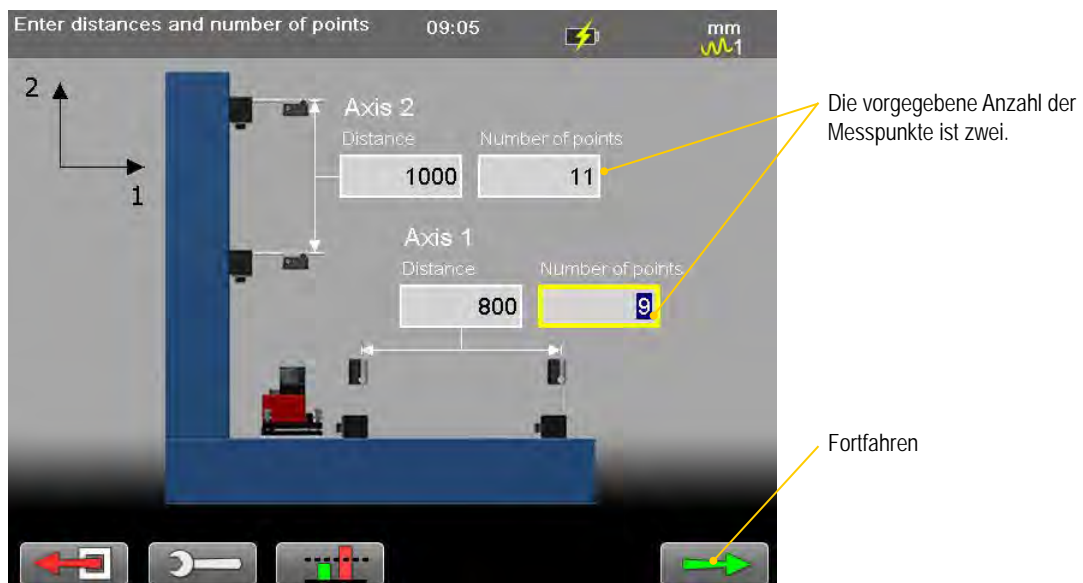 Enter distances and number of points 09:05 mm
1
2
1
Axis 2
Distance Number of points
1000 11
Axis 1
Distance Number of points
800 9
Die vorgegebene Anzahl der
Messpunkte ist zwei.
Fortfahren